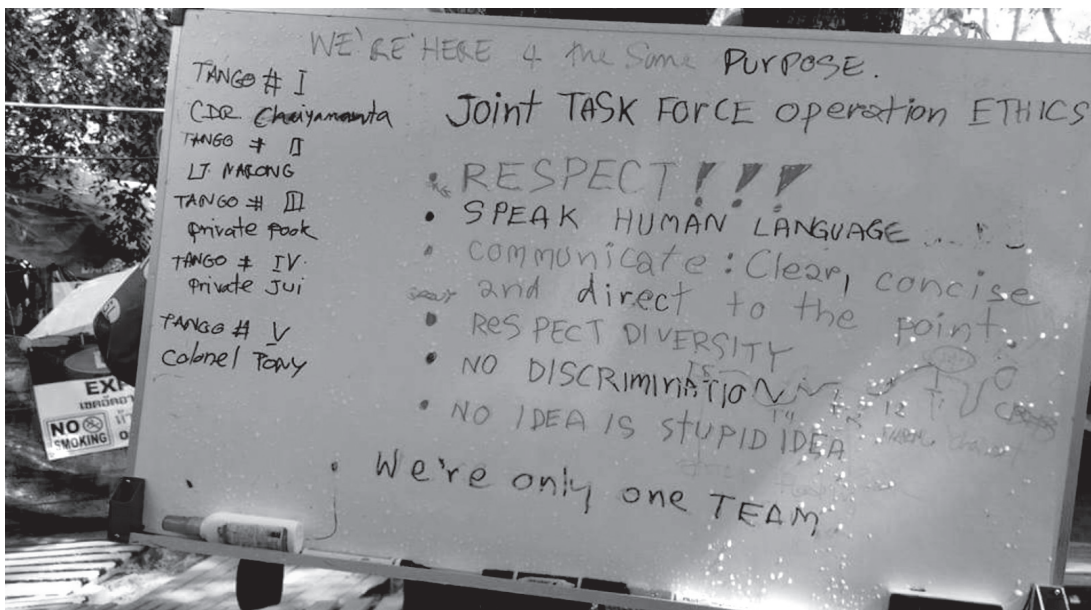 WE'RE HERE 4 the Same PURPOSE.
TANGO # I
CDR Chaiyamanta
TANGO # II
LT. NARONG
TANGO # III
private Pook
TANGO # IV.
Private JUI
TANGO # V
Colonel TONY
Joint TASK FORCE operation ETHICS
• RESPECT!!!
• SPEAK HUMAN LANGUAGE
• communicate: Clear, concise
and direct to the point
• RESPECT DIVERSITY
• NO DISCRIMINATION
• NO IDEA IS STUPID IDEA
• We're only one TEAM
EXP
NO
SMOKING